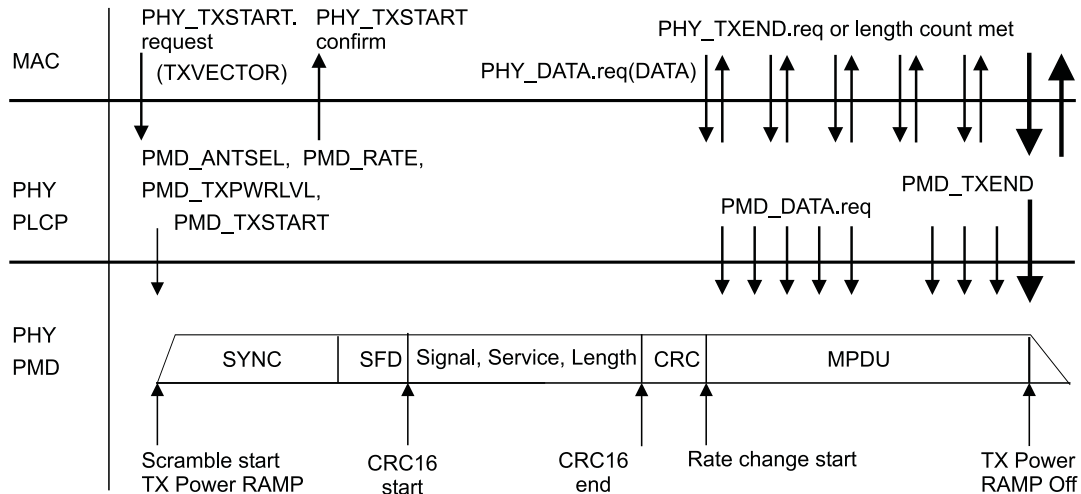 PHY_TXSTART.
request
(TXVECTOR)
PHY_TXSTART
confirm
PHY_TXEND.req or length count met
MAC
PHY_DATA.req(DATA)
PMD_ANTSEL, PMD_RATE,
PMD_TXPWRLVL,
PMD_TXSTART
PHY
PLCP
PMD_DATA.req
PMD_TXEND
PHY
PMD
SYNC
SFD
Signal, Service, Length
CRC
MPDU
Scramble start
TX Power RAMP
CRC16
start
CRC16
end
Rate change start
TX Power
RAMP Off